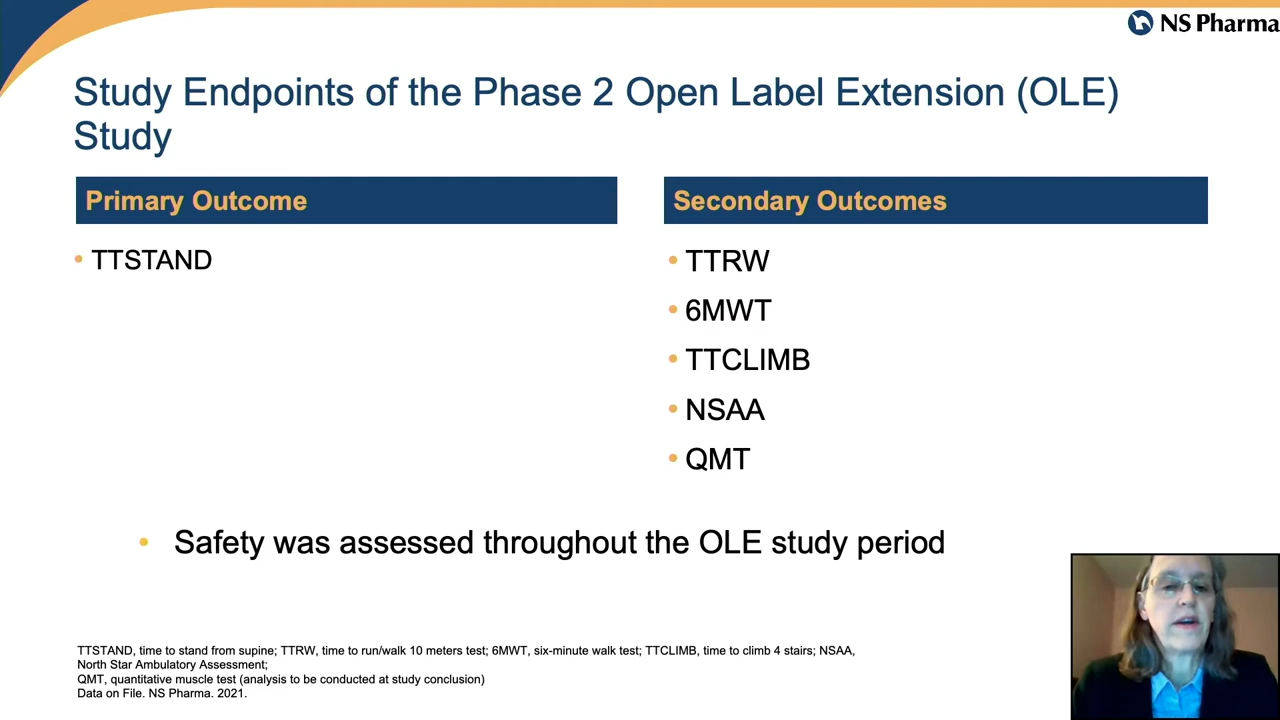 NS Pharma
Study Endpoints of the Phase 2 Open Label Extension (OLE)
Study
Primary Outcome
• TTSTAND
Secondary Outcomes
• TTRW
• 6MWT
• TTCLIMB
• NSAA
• QMT
• Safety was assessed throughout the OLE study period
TTSTAND, time to stand from supine; TTRW, time to run/walk 10 meters test; 6MWT, six-minute walk test; TTCLIMB, time to climb 4 stairs; NSAA,
North Star Ambulatory Assessment;
QMT, quantitative muscle test (analysis to be conducted at study conclusion)
Data on File. NS Pharma. 2021.